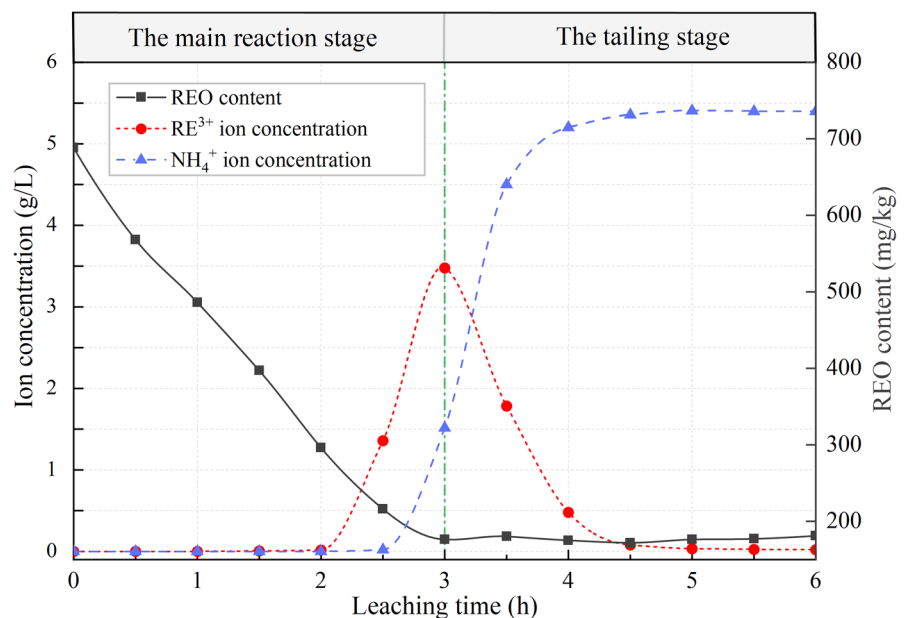 The main reaction stage
The tailing stage
REO content
RE³⁺ ion concentration
NH₄⁺ ion concentration
Ion concentration (g/L)
6
5
4
3
2
1
0
800
700
600
500
400
300
200
REO content (mg/kg)
0 1 2 3 4 5 6
Leaching time (h)